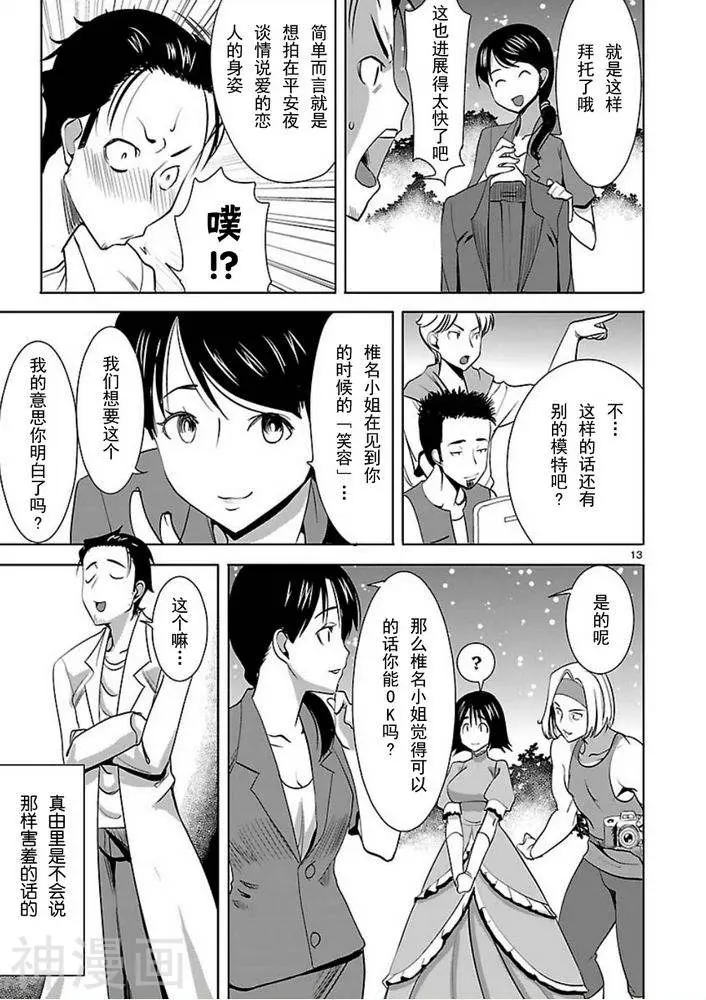 就是这样
拜托了哦
这也进展得
太快了吧
简单而言就是
想拍在平安夜
谈情说爱的恋
人的身姿
噗
!?
不…
这样的话还有
别的模特吧?
椎名小姐在见到你
的时候的「笑容」…
我们想要这个
我的意思你
明白了吗?
13
是的呢
?
那么椎名小姐觉得可以
的话你能OK吗?
这个嘛…
真由里是不会说
那样害羞的话的
神漫画